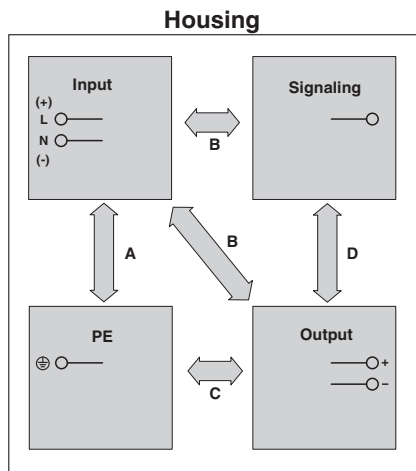 Housing
Input
(+)
L
N
(-)
Signaling
B
A
B
D
PE
C
Output
+
–